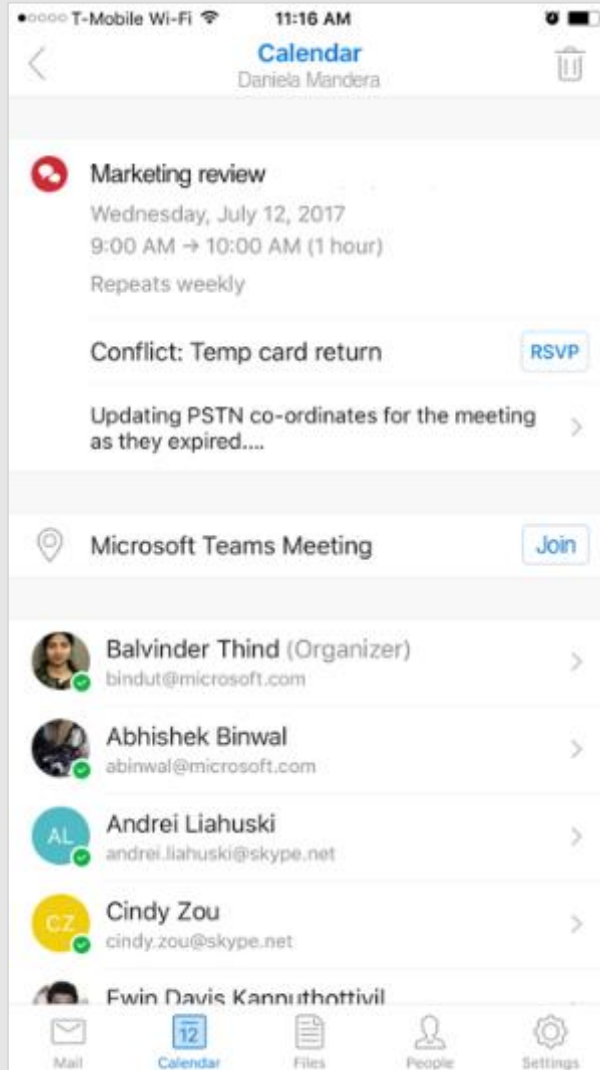 T-Mobile Wi-Fi 11:16 AM
Calendar
Daniela Mandera
Marketing review
Wednesday, July 12, 2017
9:00 AM → 10:00 AM (1 hour)
Repeats weekly
Conflict: Temp card return RSVP
Updating PSTN co-ordinates for the meeting
as they expired....
Microsoft Teams Meeting Join
Balvinder Thind (Organizer)
bindut@microsoft.com
Abhishek Binwal
abinwal@microsoft.com
AL Andrei Liahuski
andrei.liahuski@skype.net
CZ Cindy Zou
cindy.zou@skype.net
Ewin Davis Kannuthottivil
12
Mail Calendar Files People Settings